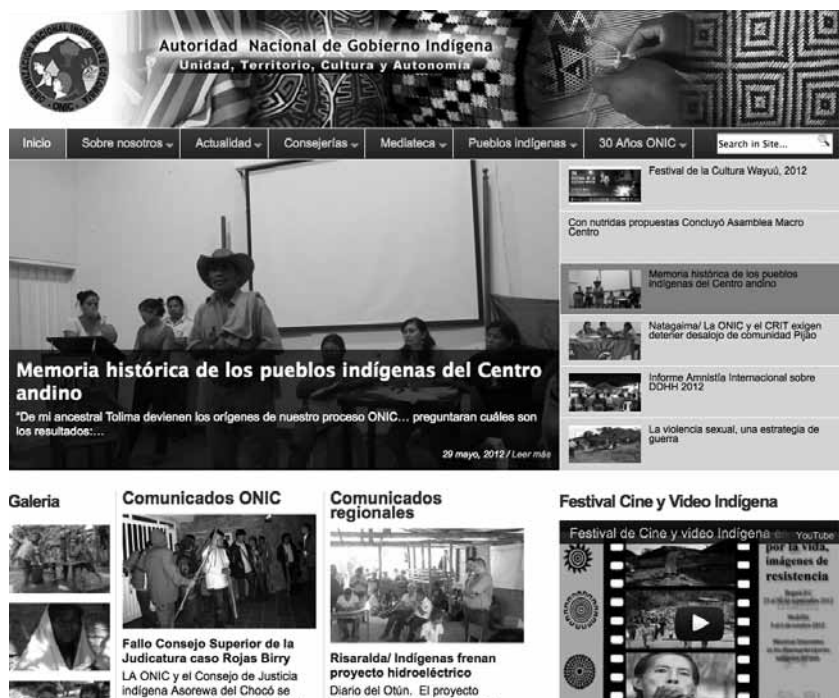 ORGANIZACIÓN NACIONAL INDÍGENA DE COLOMBIA
· ONIC ·
Autoridad Nacional de Gobierno Indígena
Unidad, Territorio, Cultura y Autonomía
Inicio
Sobre nosotros
Actualidad
Consejerías
Mediateca
Pueblos indígenas
30 Años ONIC
Search in Site...
Memoria histórica de los pueblos indígenas del Centro
andino
"De mi ancestral Tolima devienen los orígenes de nuestro proceso ONIC… preguntaran cuáles son
los resultados:…
29 mayo, 2012 / Leer más
Festival de la Cultura Wayuú, 2012
Con nutridas propuestas Concluyó Asamblea Macro
Centro
Memoria histórica de los pueblos
indígenas del Centro andino
Natagaima/ La ONIC y el CRIT exigen
detener desalojo de comunidad Pijao
Informe Amnistía Internacional sobre
DDHH 2012
La violencia sexual, una estrategia de
guerra
Galeria
Comunicados ONIC
Fallo Consejo Superior de la
Judicatura caso Rojas Birry
LA ONIC y el Consejo de Justicia
indígena Asorewa del Chocó se
Comunicados
regionales
Risaralda/ Indígenas frenan
proyecto hidroeléctrico
Diario del Otún. El proyecto
Festival Cine y Video Indígena
Festival de Cine y video Indígena
YouTube
por la vida,
imágenes de
resistencia